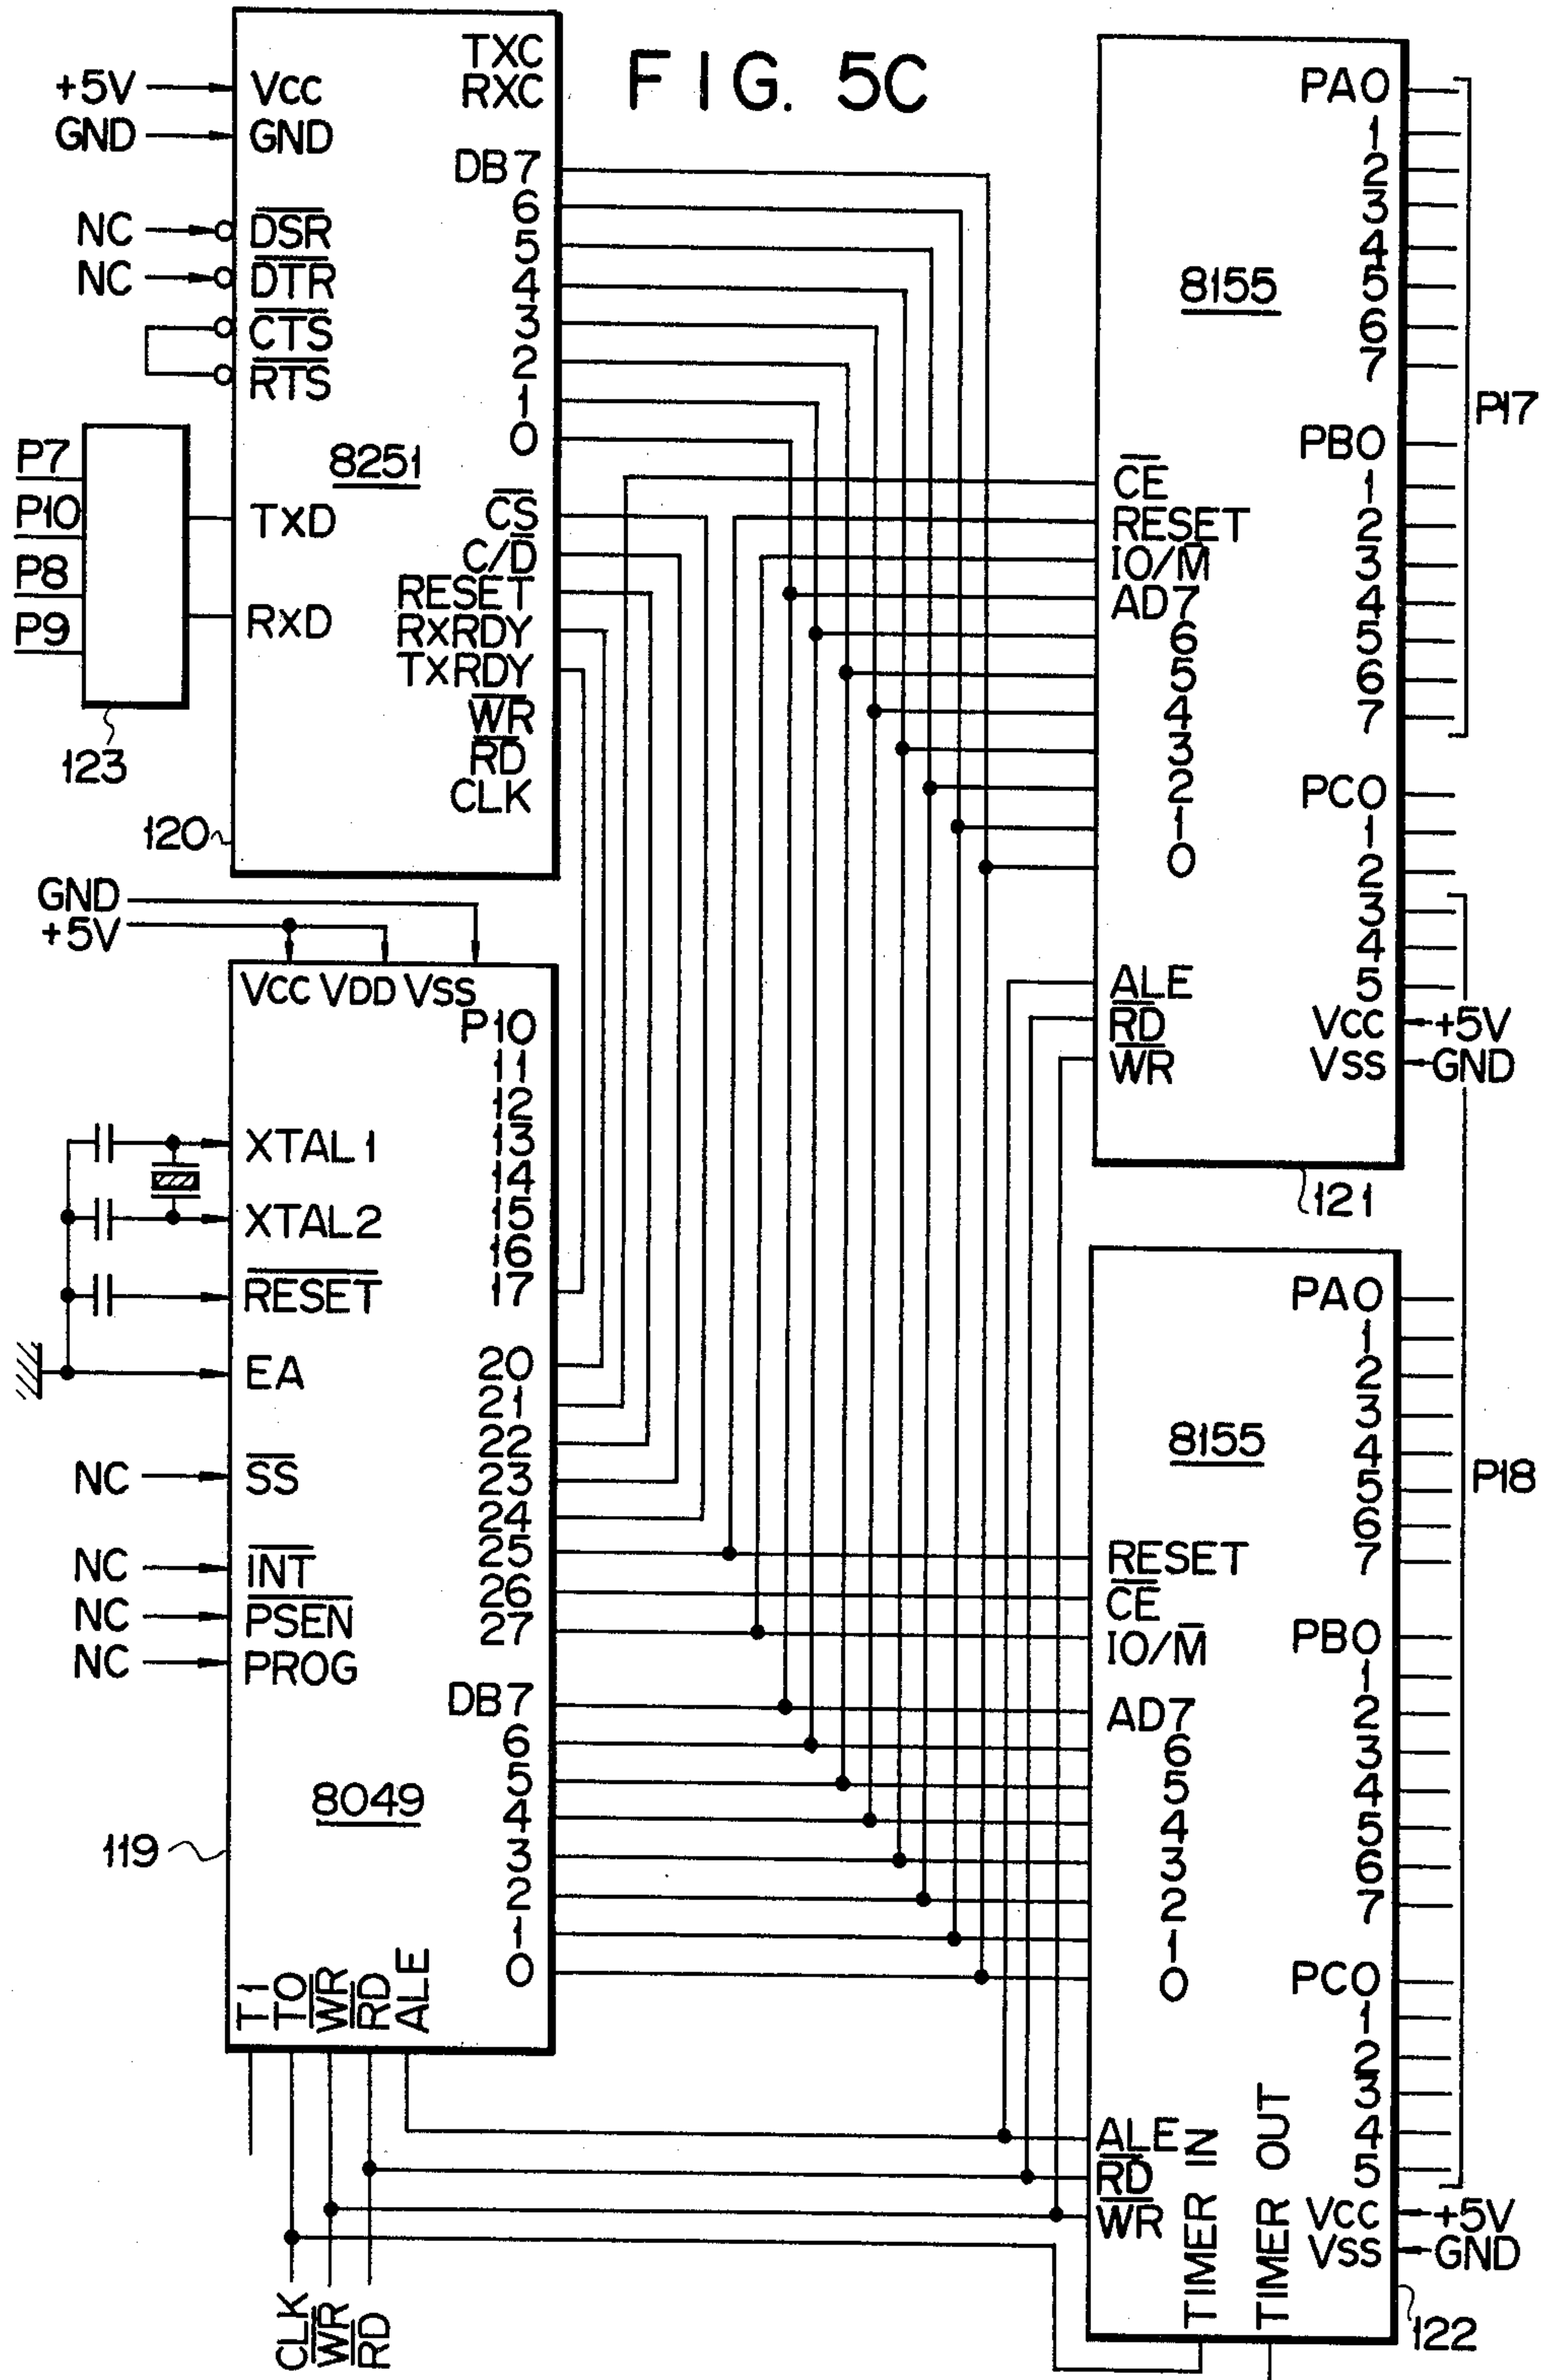 FIG. 5C
+5V
GND
NC
NC
VCC
GND
DSR
DTR
CTS
RTS
8251
TXD
RXD
TXC
RXC
DB7
6
5
4
3
2
1
0
CS
C/D
RESET
RXRDY
TXRDY
WR
RD
CLK
P7
P10
P8
P9
123
120
GND
+5V
VCC VDD VSS
P10
11
12
13
14
15
16
17
20
21
22
23
24
25
26
27
DB7
6
5
4
3
2
1
0
XTAL1
XTAL2
RESET
EA
NC
SS
NC
INT
NC
PSEN
NC
PROG
8049
119
T1
T0
WR
RD
ALE
CLK
WR
RD
8155
CE
RESET
IO/M
AD7
6
5
4
3
2
1
0
ALE
RD
WR
PA0
1
2
3
4
5
6
7
PB0
1
2
3
4
5
6
7
PC0
1
2
3
4
5
VCC
+5V
VSS
GND
P17
121
8155
RESET
CE
IO/M
AD7
6
5
4
3
2
1
0
ALE
RD
WR
TIMER IN
TIMER OUT
PA0
1
2
3
4
5
6
7
PB0
1
2
3
4
5
6
7
PC0
1
2
3
4
5
VCC
+5V
VSS
GND
P18
122